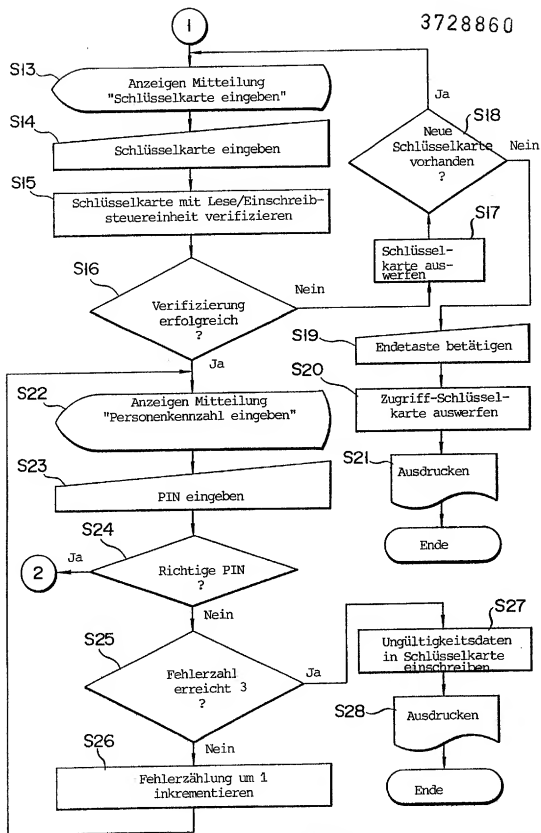 3728860
1
S13
Anzeigen Mitteilung
"Schlüsselkarte eingeben"
S14
Schlüsselkarte eingeben
S15
Schlüsselkarte mit Lese/Einschreib-
steuereinheit verifizieren
S16
Verifizierung
erfolgreich
?
Nein
Ja
S17
Schlüssel-
karte aus-
werfen
S18
Neue
Schlüsselkarte
vorhanden
?
Ja
Nein
S19
Endetaste betätigen
S20
Zugriff-Schlüssel-
karte auswerfen
S21
Ausdrucken
Ende
S22
Anzeigen Mitteilung
"Personenkennzahl eingeben"
S23
PIN eingeben
S24
Richtige PIN
?
Ja
2
Nein
S25
Fehlerzahl
erreicht 3
?
Ja
Nein
S26
Fehlerzählung um 1
inkrementieren
S27
Ungültigkeitsdaten
in Schlüsselkarte
einschreiben
S28
Ausdrucken
Ende